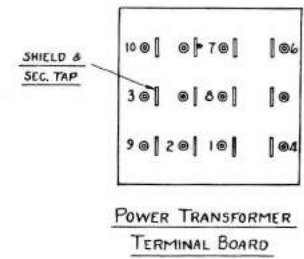 SHIELD &
SEC. TAP
10 7 6
3 8
9 2 1 4
POWER TRANSFORMER
TERMINAL BOARD